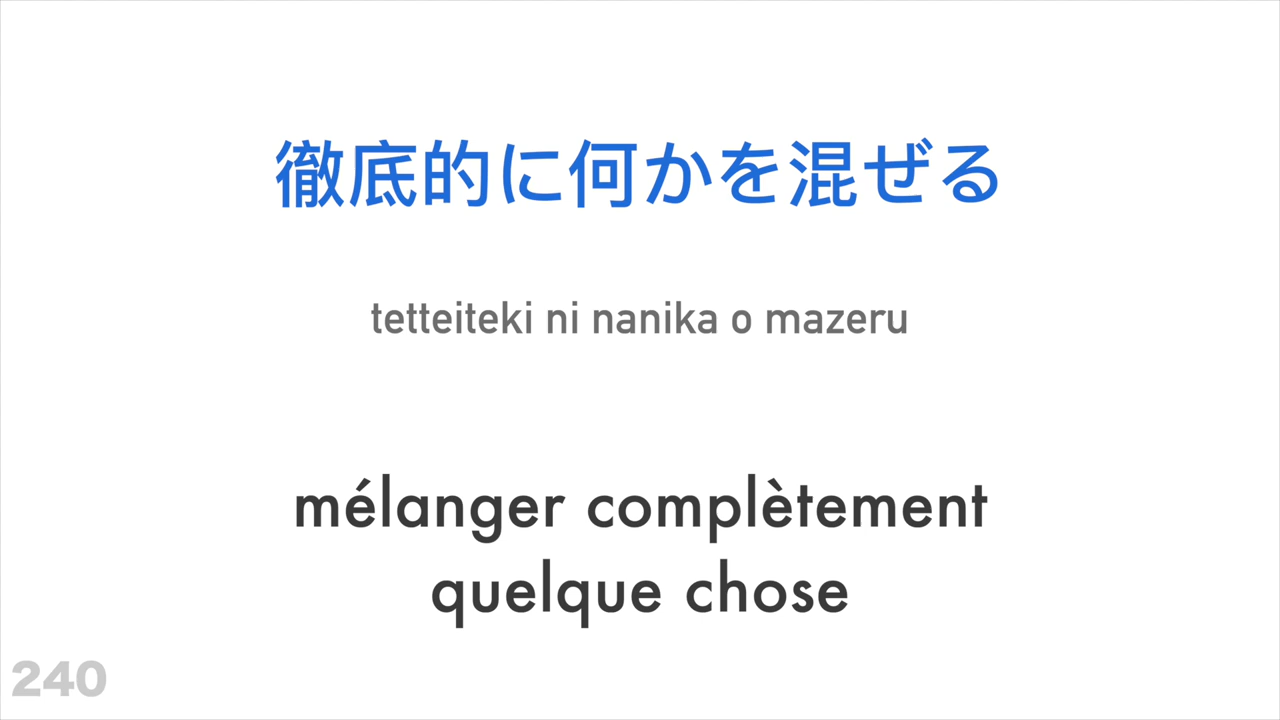 徹底的に何かを混ぜる
tetteiteki ni nanika o mazeru
mélanger complètement
quelque chose
240